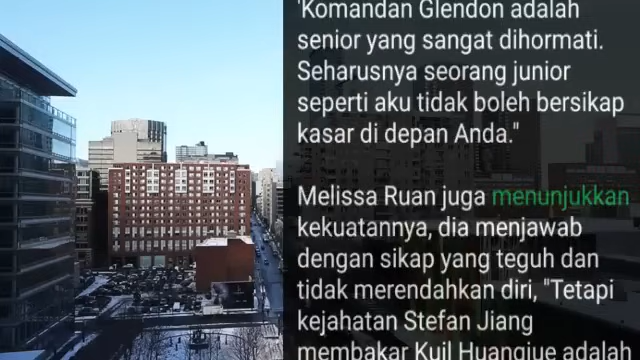 'Komandan Glendon adalah
senior yang sangat dihormati.
Seharusnya seorang junior
seperti aku tidak boleh bersikap
kasar di depan Anda."
Melissa Ruan juga menunjukkan
kekuatannya, dia menjawab
dengan sikap yang teguh dan
tidak merendahkan diri, "Tetapi
kejahatan Stefan Jiang
membakar Kuil Huangjue adalah